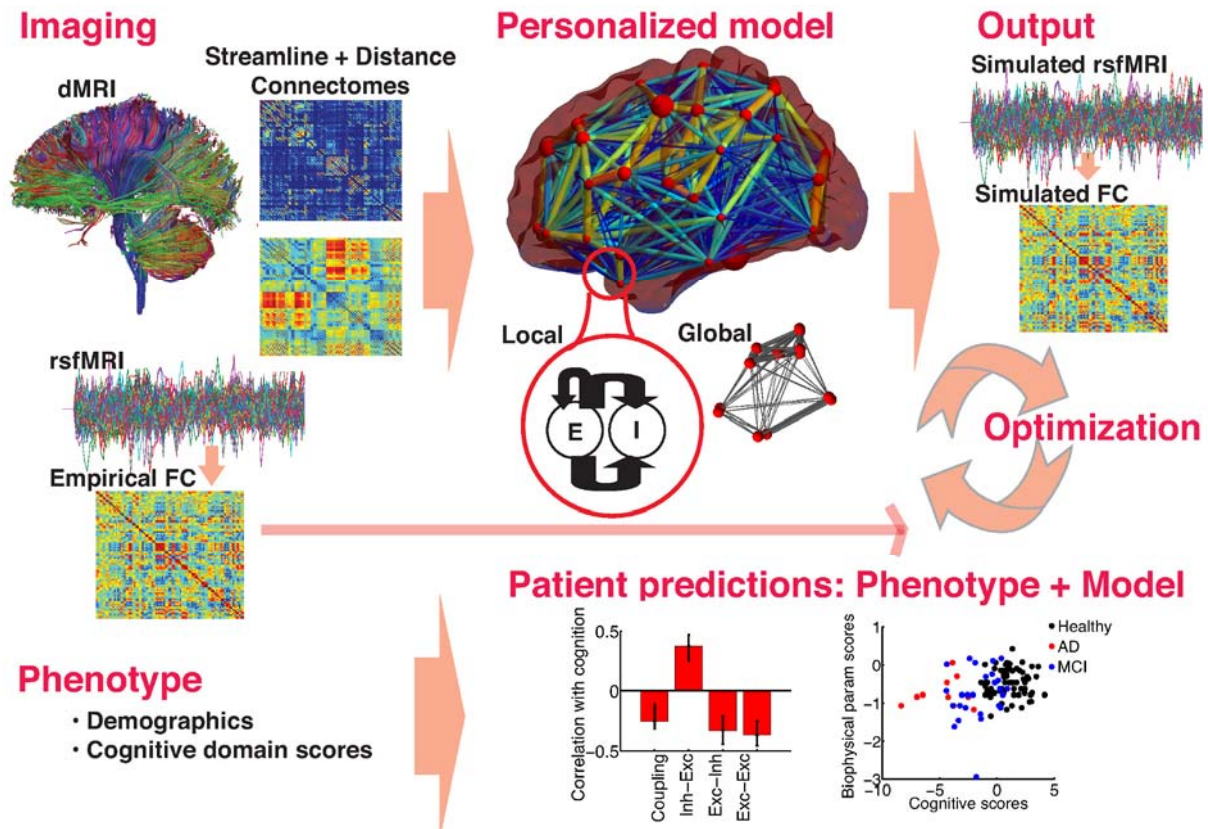 Imaging
Streamline + Distance
Connectomes
dMRI
rsfMRI
Empirical FC
Personalized model
Local
Global
E
I
Output
Simulated rsfMRI
Simulated FC
Optimization
Phenotype
• Demographics
• Cognitive domain scores
Patient predictions: Phenotype + Model
Correlation with cognition
0.5
0
−0.5
Coupling
Inh−Exc
Exc−Inh
Exc−Exc
Biophysical param scores
1
0
−1
−2
−3
−10
−5
0
5
Cognitive scores
Healthy
AD
MCI